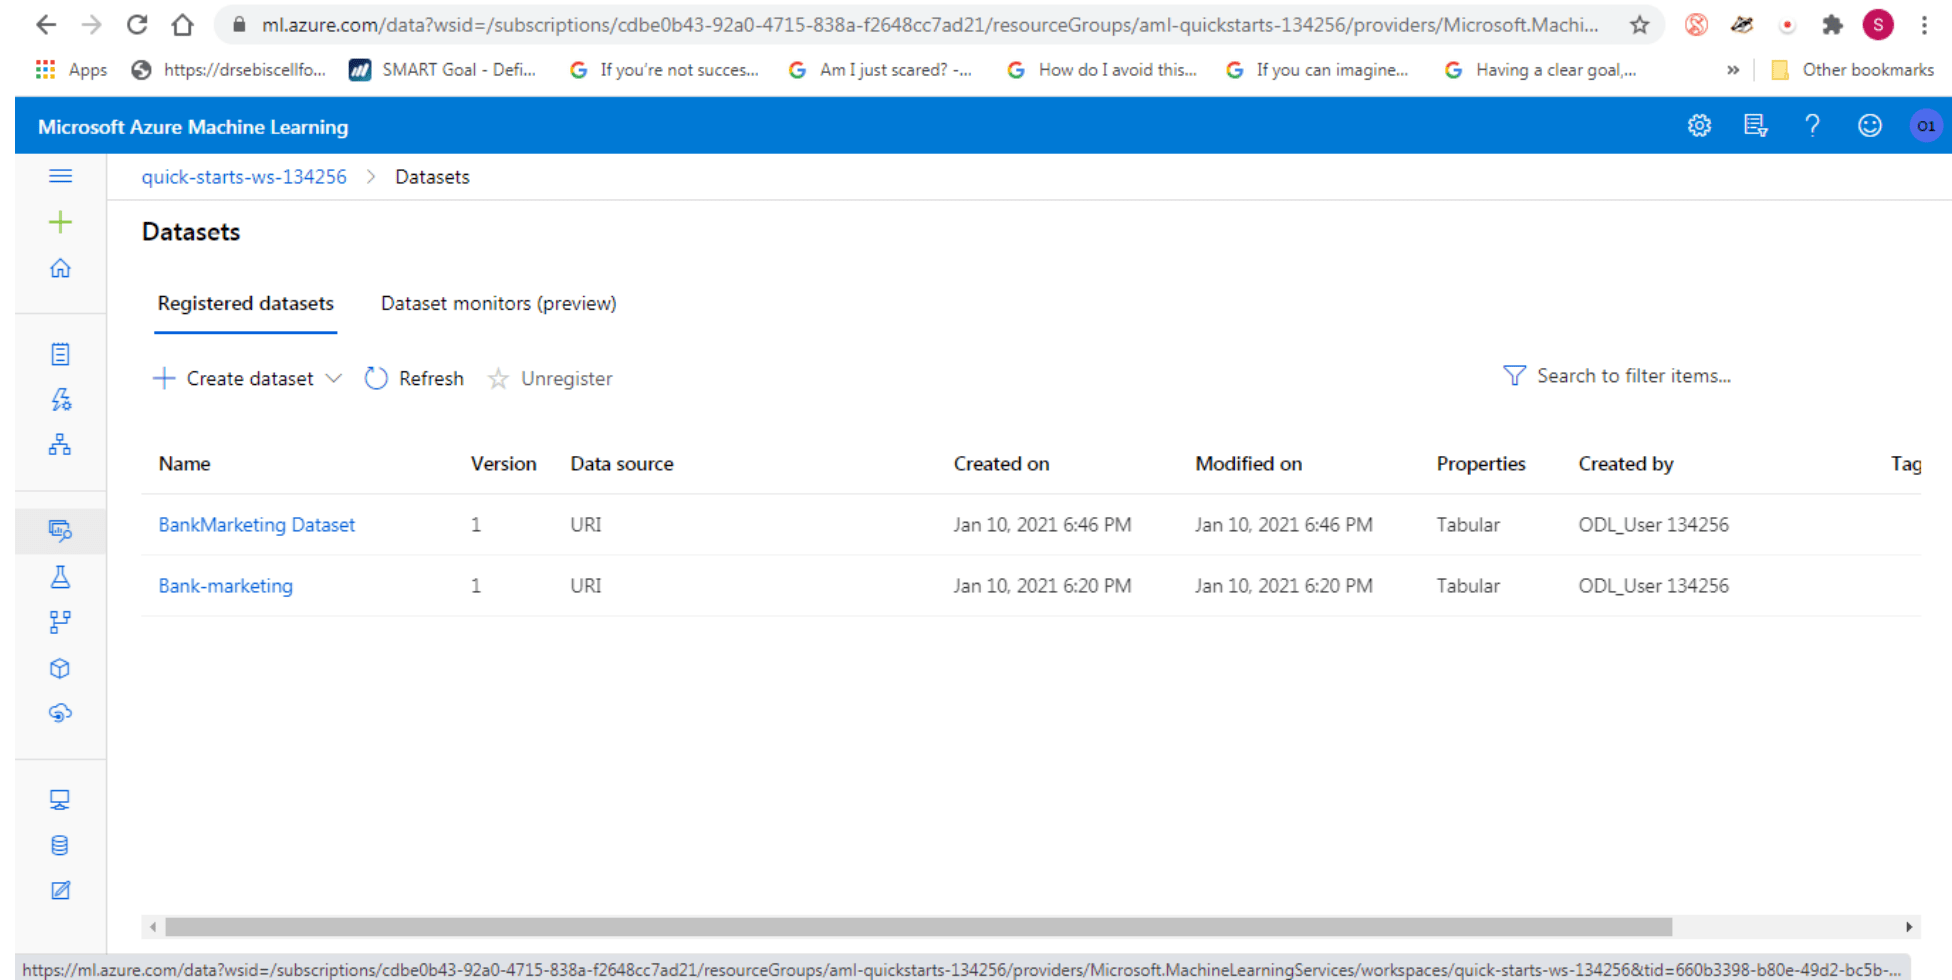 ml.azure.com/data?wsid=/subscriptions/cdbe0b43-92a0-4715-838a-f2648cc7ad21/resourceGroups/aml-quickstarts-134256/providers/Microsoft.Machi... S
Apps https://drsebiscellfo... SMART Goal - Defi... If you're not succes... Am I just scared? -... How do I avoid this... If you can imagine... Having a clear goal,... » Other bookmarks
Microsoft Azure Machine Learning ? O1
quick-starts-ws-134256 > Datasets
Datasets
Registered datasets Dataset monitors (preview)
Create dataset Refresh Unregister Search to filter items...
Name Version Data source Created on Modified on Properties Created by Tag
BankMarketing Dataset 1 URI Jan 10, 2021 6:46 PM Jan 10, 2021 6:46 PM Tabular ODL_User 134256
Bank-marketing 1 URI Jan 10, 2021 6:20 PM Jan 10, 2021 6:20 PM Tabular ODL_User 134256
https://ml.azure.com/data?wsid=/subscriptions/cdbe0b43-92a0-4715-838a-f2648cc7ad21/resourceGroups/aml-quickstarts-134256/providers/Microsoft.MachineLearningServices/workspaces/quick-starts-ws-134256&tid=660b3398-b80e-49d2-bc5b-...